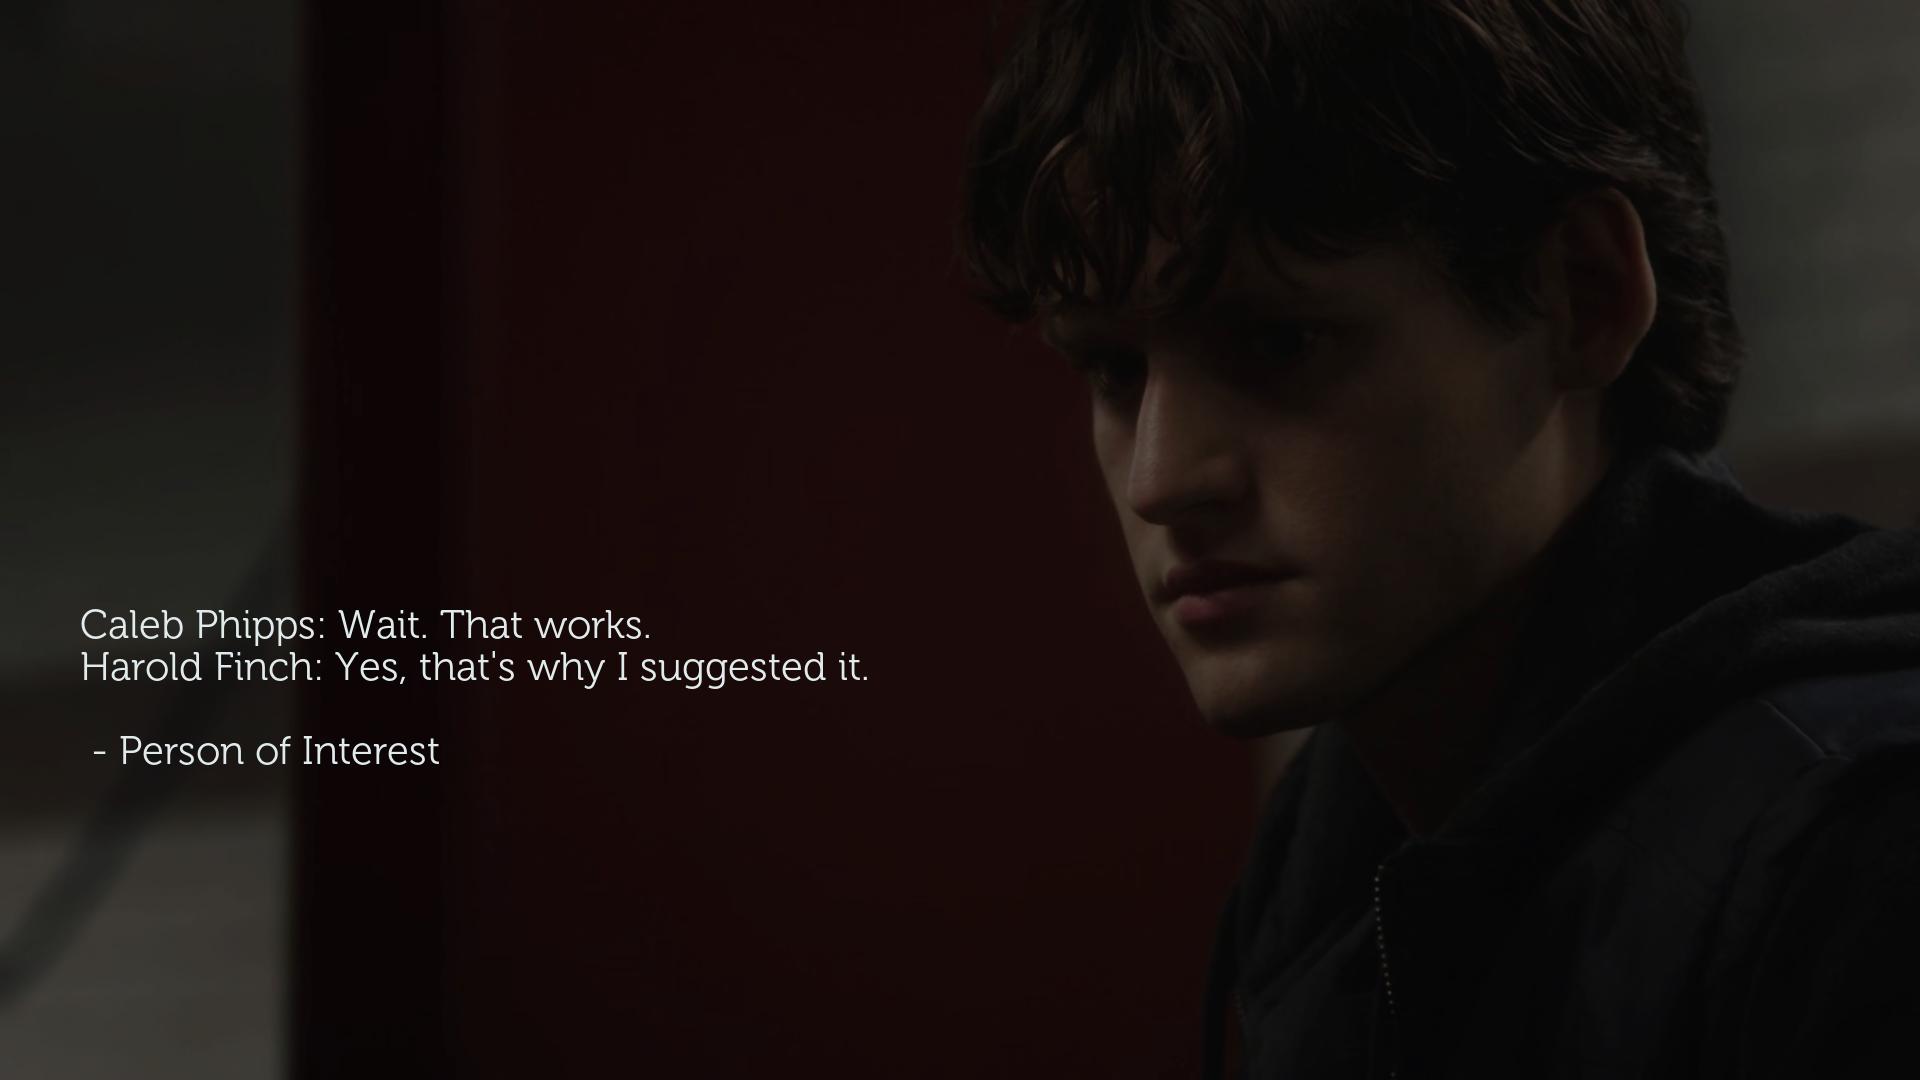 Caleb Phipps: Wait. That works.
Harold Finch: Yes, that's why I suggested it.
- Person of Interest